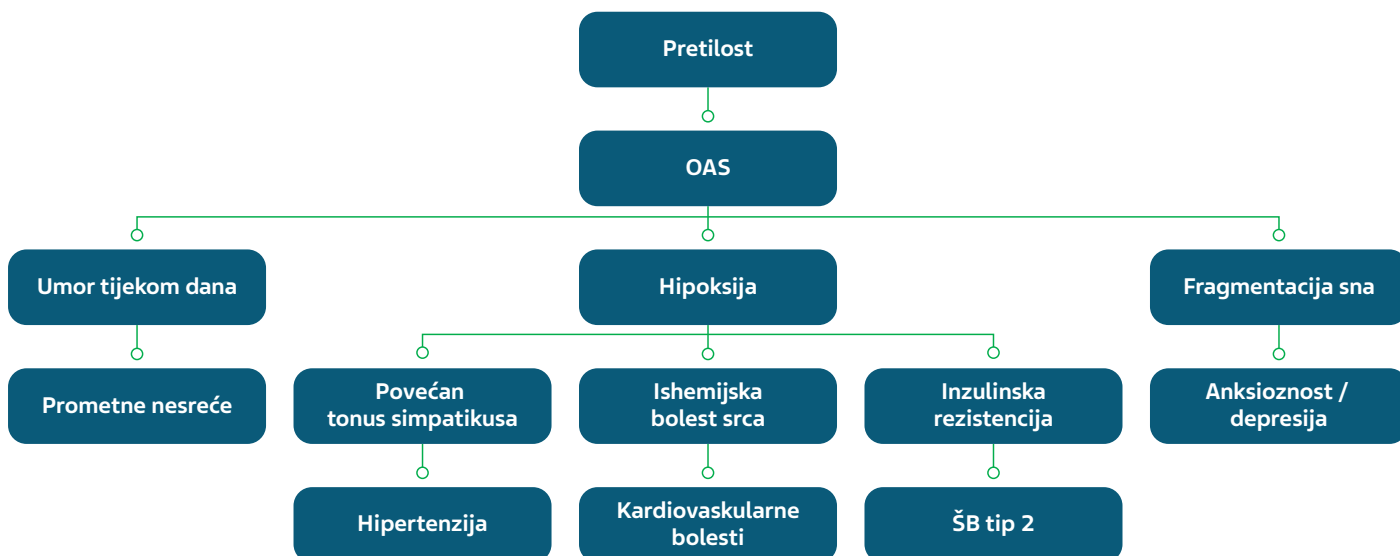 Pretilost
OAS
Umor tijekom dana
Hipoksija
Fragmentacija sna
Prometne nesreće
Povećan
tonus simpatikusa
Ishemijska
bolest srca
Inzulinska
rezistencija
Anksioznost /
depresija
Hipertenzija
Kardiovaskularne
bolesti
ŠB tip 2